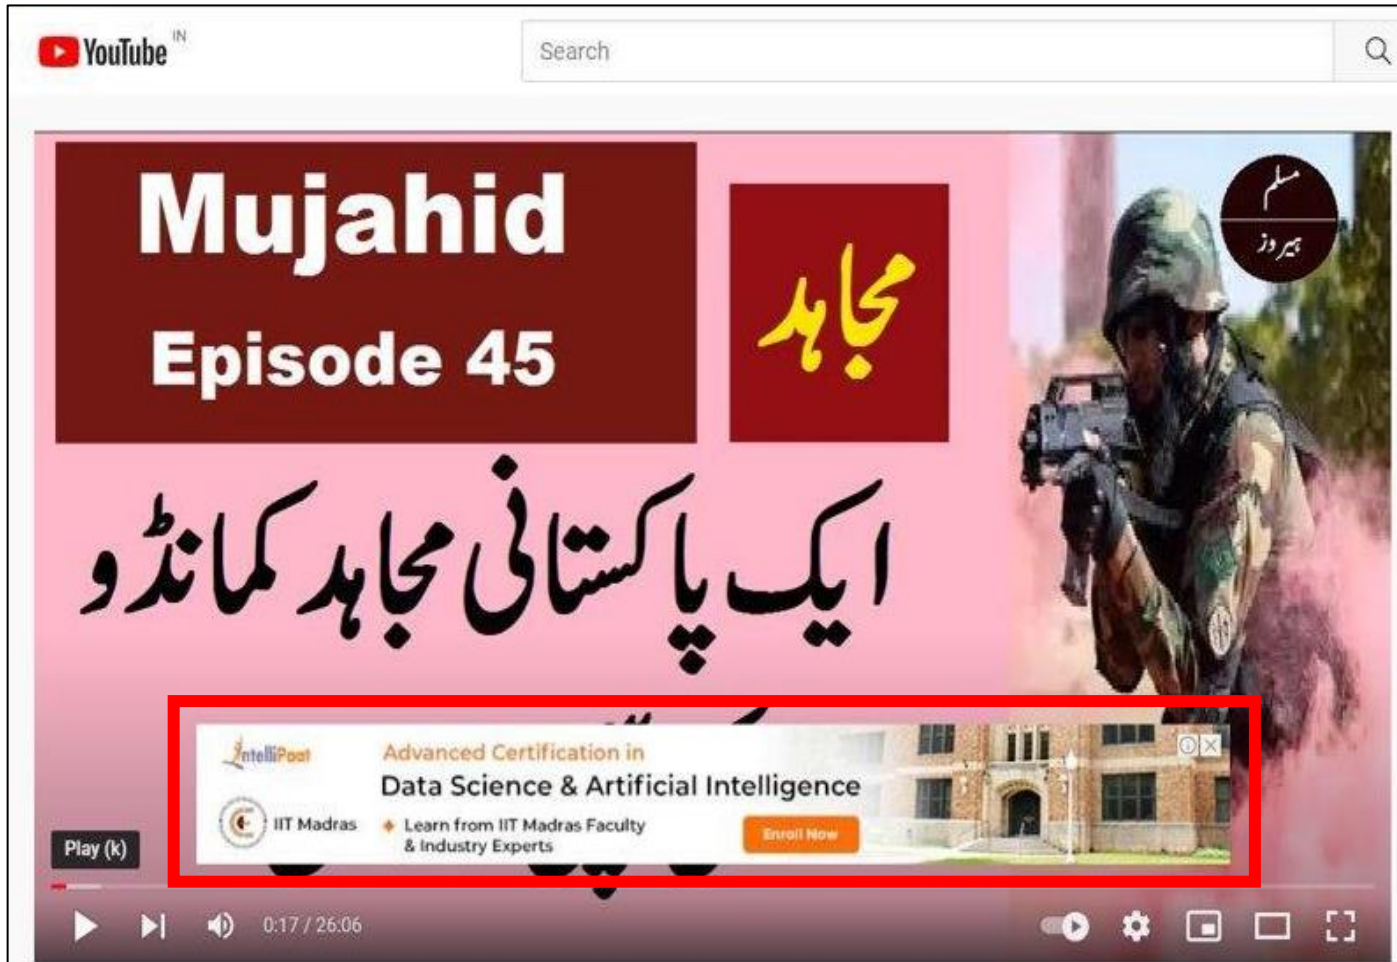 YouTube IN
Search
Mujahid
Episode 45
مجاہد
مسلم
ہیروز
ایک پاکستانی مجاہد کمانڈو
IntelliPaat
Advanced Certification in
Data Science & Artificial Intelligence
IIT Madras
Learn from IIT Madras Faculty
& Industry Experts
Enroll Now
Play (k)
0:17 / 26:06